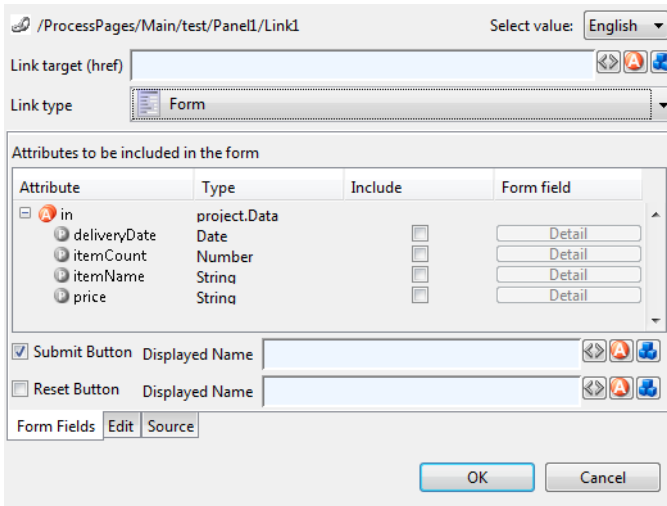 /ProcessPages/Main/test/Panel1/Link1 Select value: English
Link target (href)
Link type Form
Attributes to be included in the form
Attribute Type Include Form field
in project.Data
deliveryDate Date Detail
itemCount Number Detail
itemName String Detail
price String Detail
Submit Button Displayed Name
Reset Button Displayed Name
Form Fields Edit Source
OK Cancel